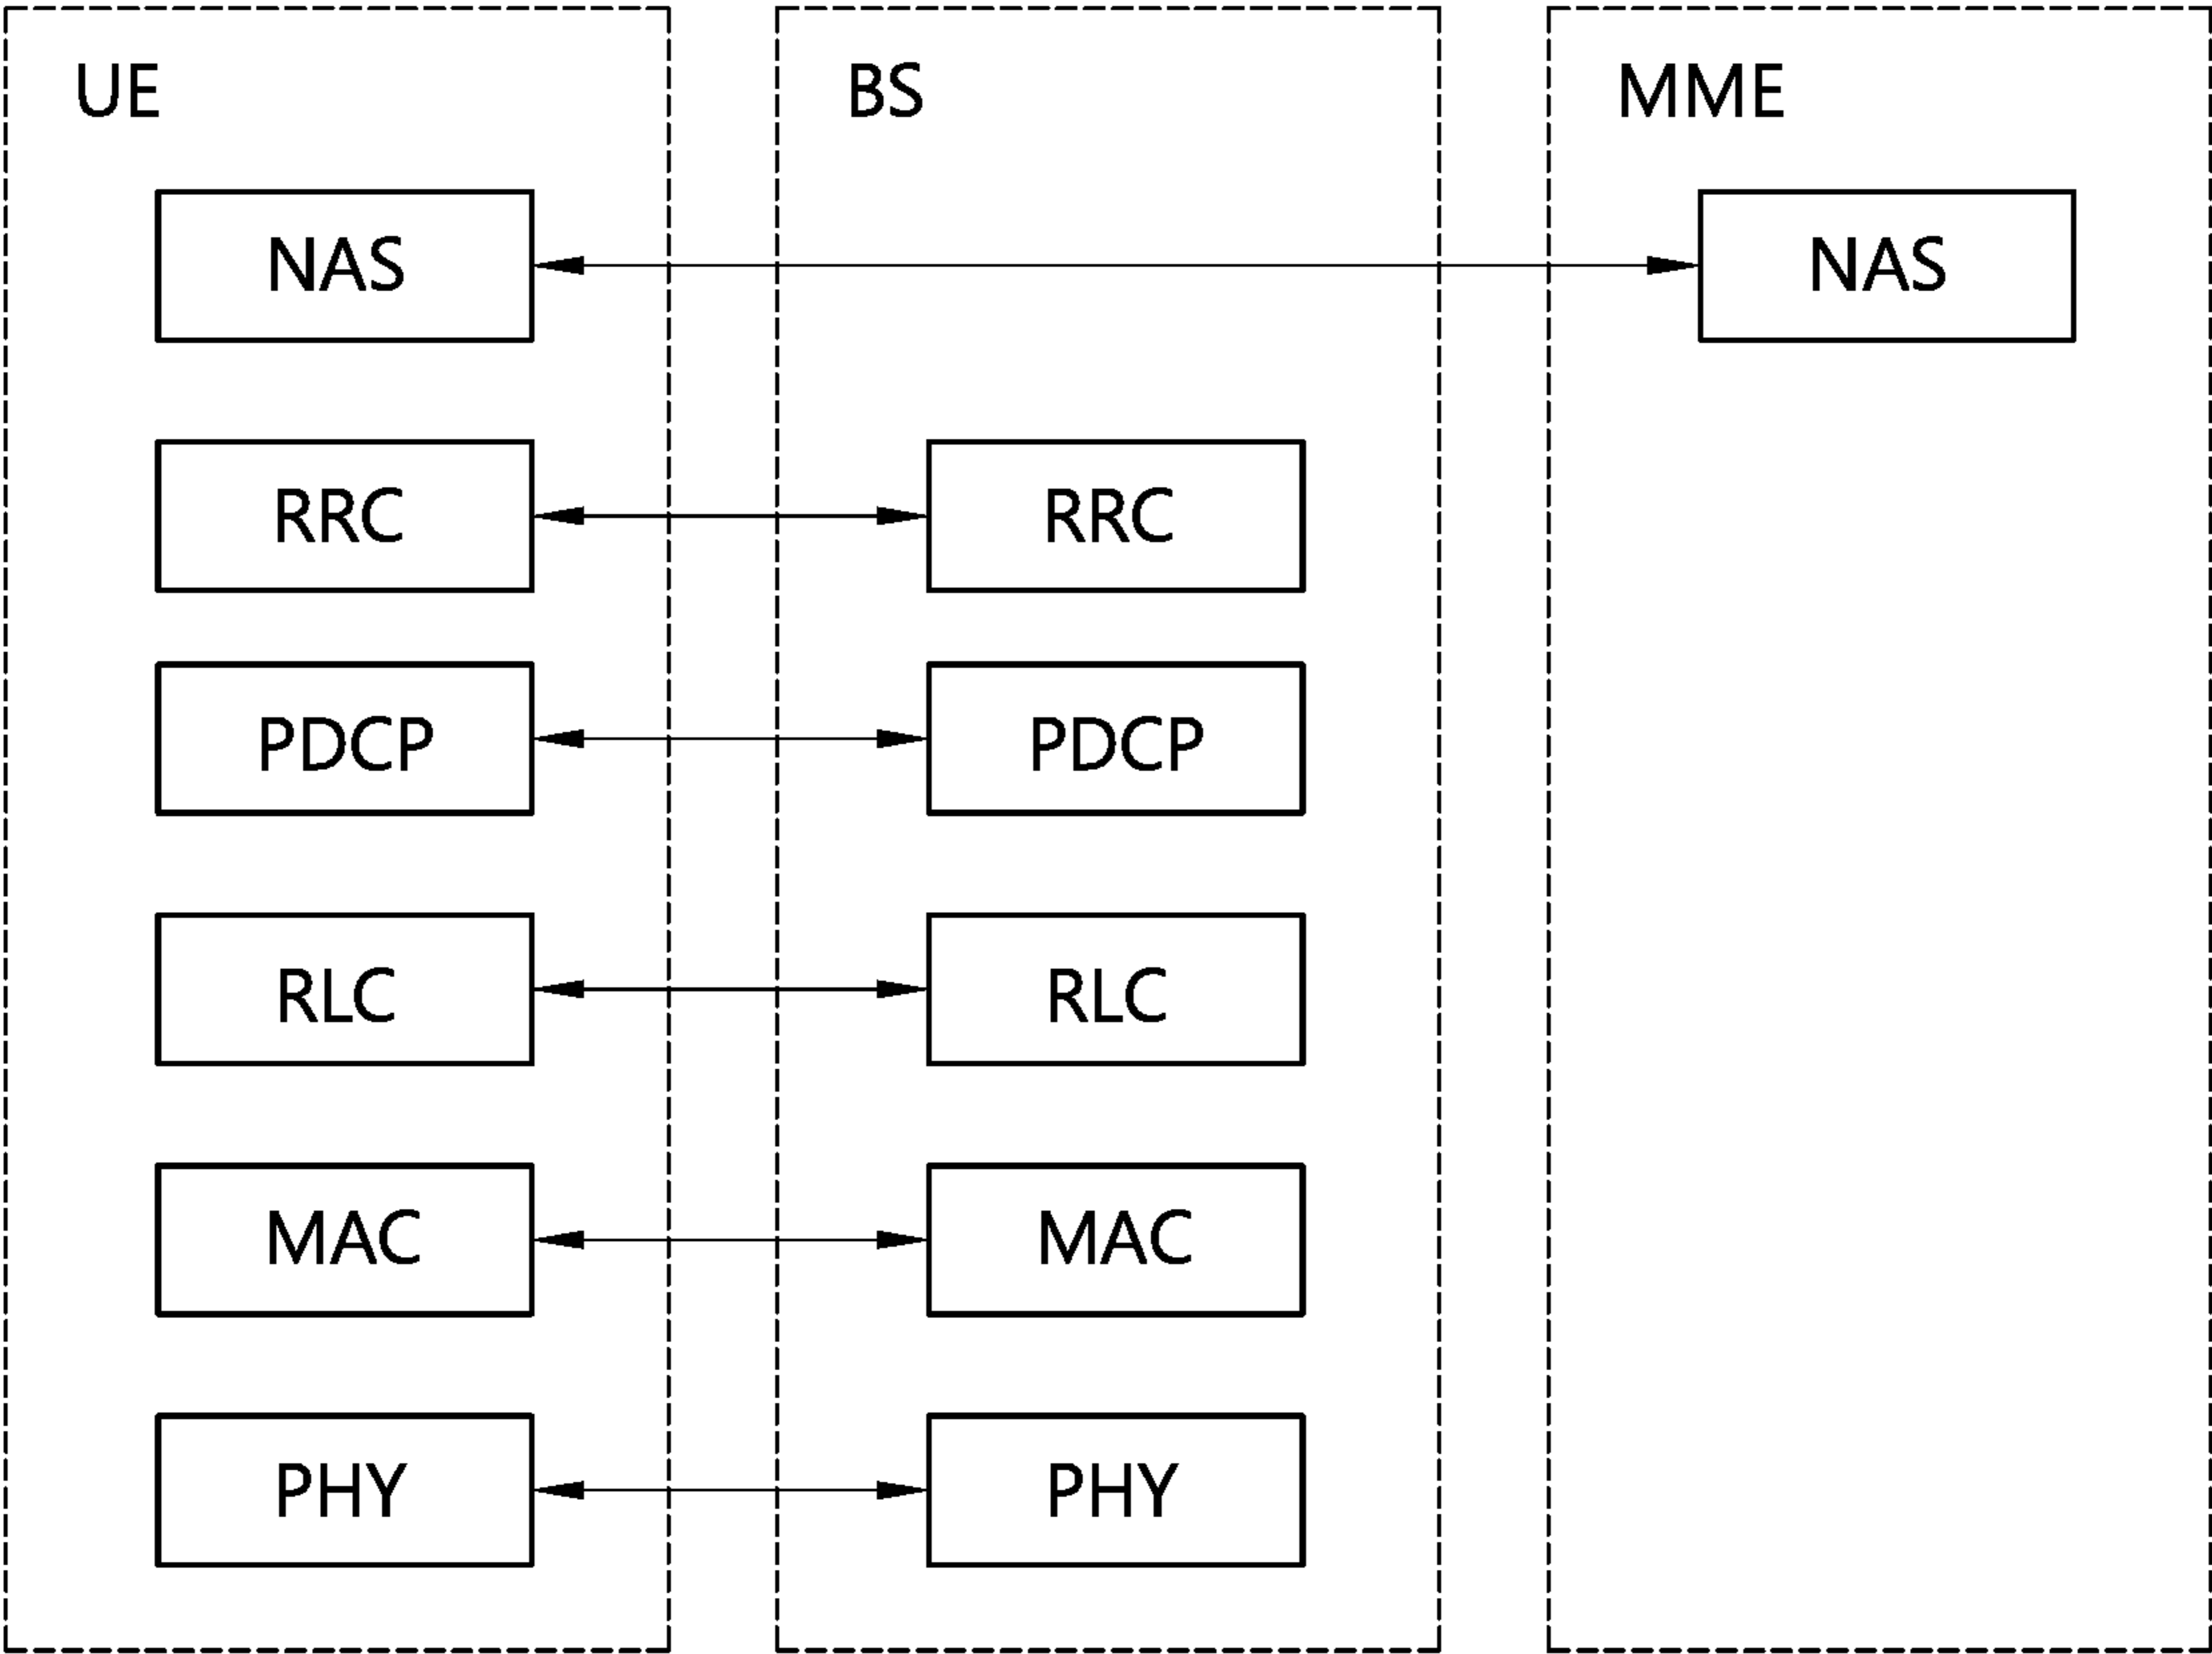 UE BS MME
NAS NAS
RRC RRC
PDCP PDCP
RLC RLC
MAC MAC
PHY PHY